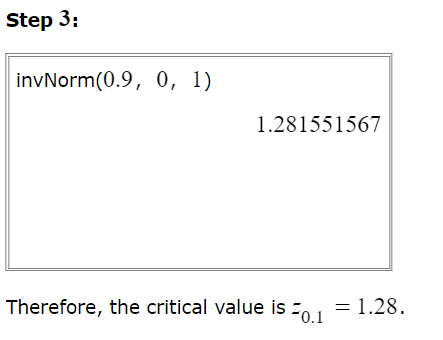 Step 3:
invNorm(0.9, 0, 1)
1.281551567
Therefore, the critical value is z0.1 = 1.28.